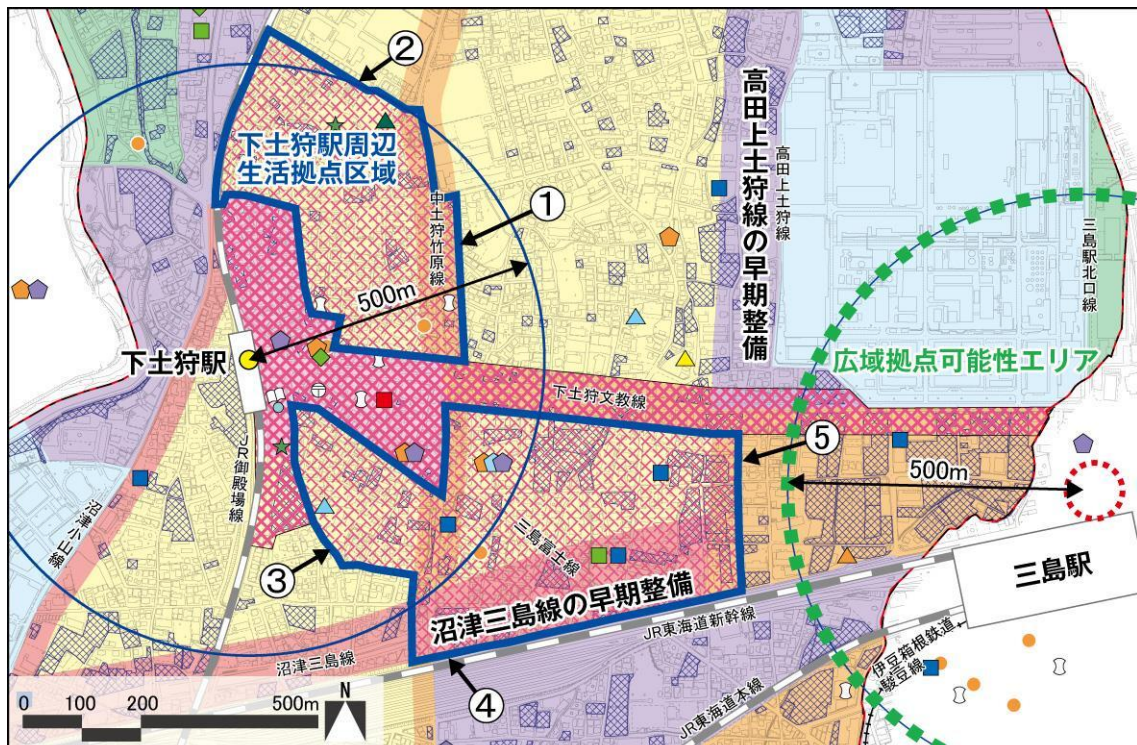 ②
下土狩駅周辺
生活拠点区域
中土狩竹原線
①
500m
高田上土狩線の早期整備
高田上土狩線
三島駅北口線
広域拠点可能性エリア
下土狩駅
下土狩文教線
⑤
500m
JR御殿場線
沼津小山線
三島富士線
③
沼津三島線の早期整備
三島駅
JR東海道新幹線
伊豆箱根鉄道
駿豆線
沼津三島線
④
JR東海道本線
0 100 200 500m
N